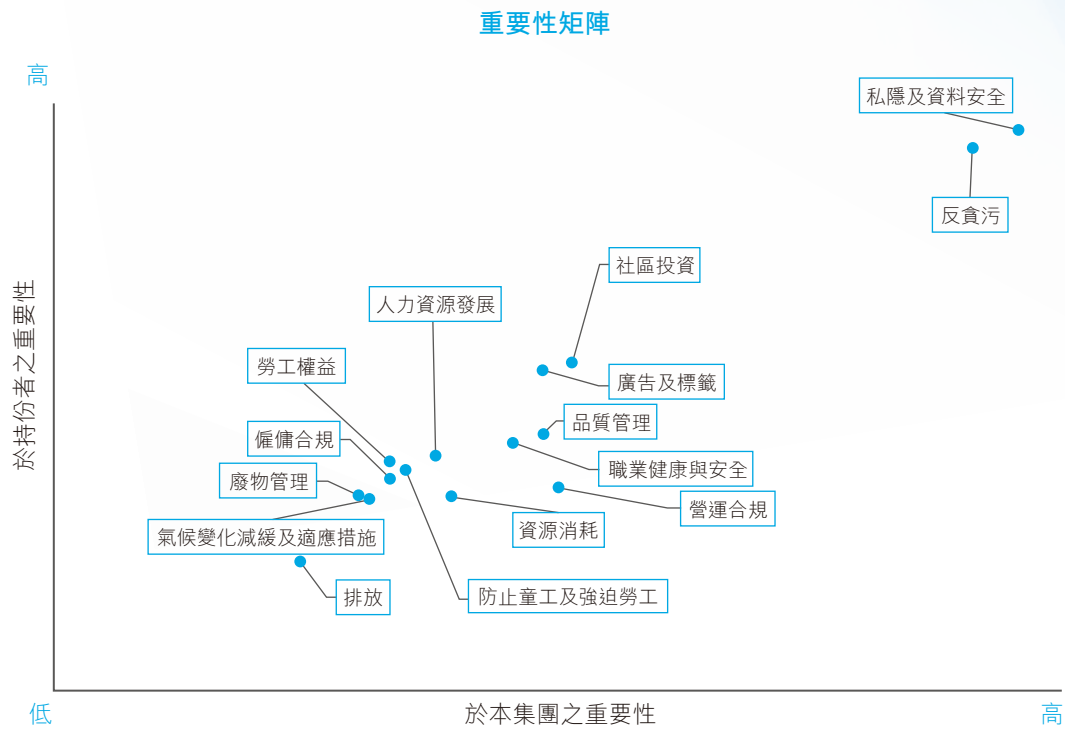 重要性矩陣
高
私隱及資料安全
反貪污
社區投資
人力資源發展
勞工權益
廣告及標籤
品質管理
僱傭合規
職業健康與安全
廢物管理
營運合規
資源消耗
氣候變化減緩及適應措施
排放
防止童工及強迫勞工
於持份者之重要性
低
於本集團之重要性
高